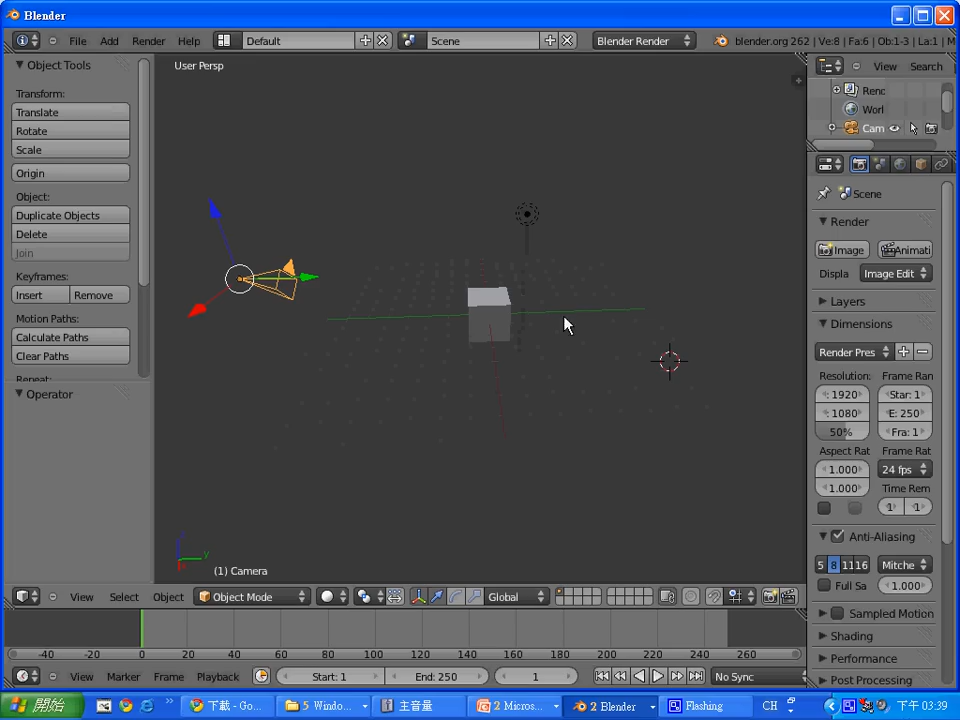 Blender
File Add Render Help Default Scene Blender Render blender.org 262 | Ve:8 | Fa:6 | Ob:1-3 | La:1 | M
Object Tools
User Persp
View Search
Renc
Worl
Cam
Transform:
Translate
Rotate
Scale
Origin
Object:
Duplicate Objects
Delete
Join
Keyframes:
Insert Remove
Motion Paths:
Calculate Paths
Clear Paths
Repeat:
Operator
(1) Camera
Scene
Render
Image Animati
Displa Image Edit
Layers
Dimensions
Render Pres
Resolution: Frame Ran
: 1920 Star: 1
: 1080 E: 250
50% Fra: 1
Aspect Rat Frame Rat
1.000 24 fps
1.000 Time Rem
1 1
Anti-Aliasing
5 8 11 16 Mitche
Full Sa 1.000
Sampled Motion
Shading
Performance
Post Processing
View Select Object Object Mode Global
-40 -20 0 20 40 60 80 100 120 140 160 180 200 220 240 260
View Marker Frame Playback Start: 1 End: 250 1 No Sync
開始 下載 - Go... 5 Windo... 主音量 2 Micros... 2 Blender Flashing CH 下午 03:39